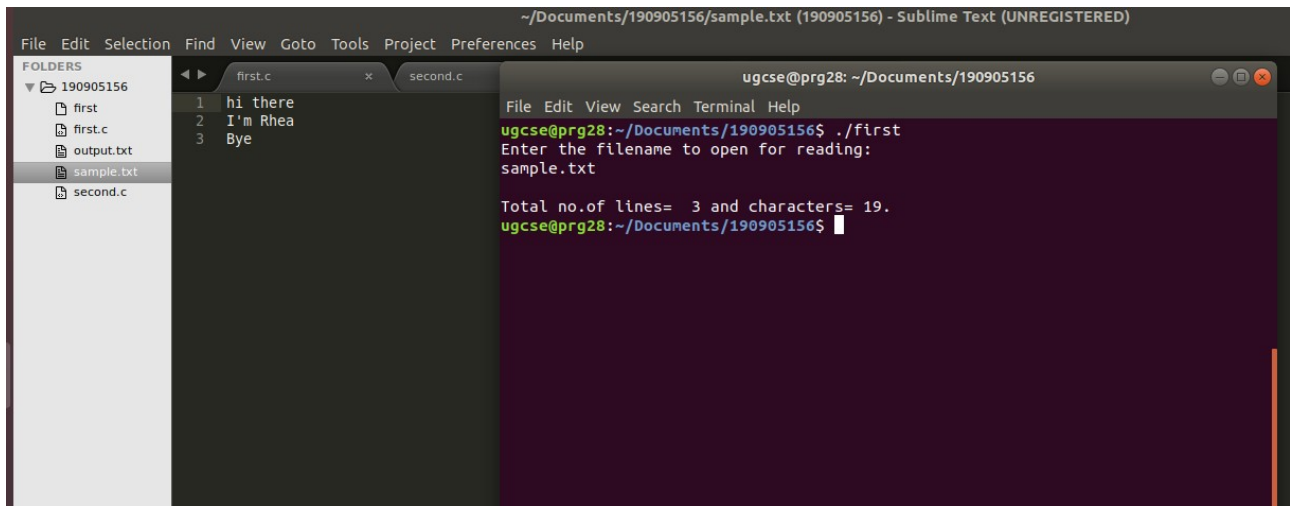 ~/Documents/190905156/sample.txt (190905156) - Sublime Text (UNREGISTERED)
File Edit Selection Find View Goto Tools Project Preferences Help
FOLDERS
190905156
first
first.c
output.txt
sample.txt
second.c
first.c × second.c
1 hi there
2 I'm Rhea
3 Bye
ugcse@prg28: ~/Documents/190905156
File Edit View Search Terminal Help
ugcse@prg28:~/Documents/190905156$ ./first
Enter the filename to open for reading:
sample.txt
Total no.of lines=  3 and characters= 19.
ugcse@prg28:~/Documents/190905156$